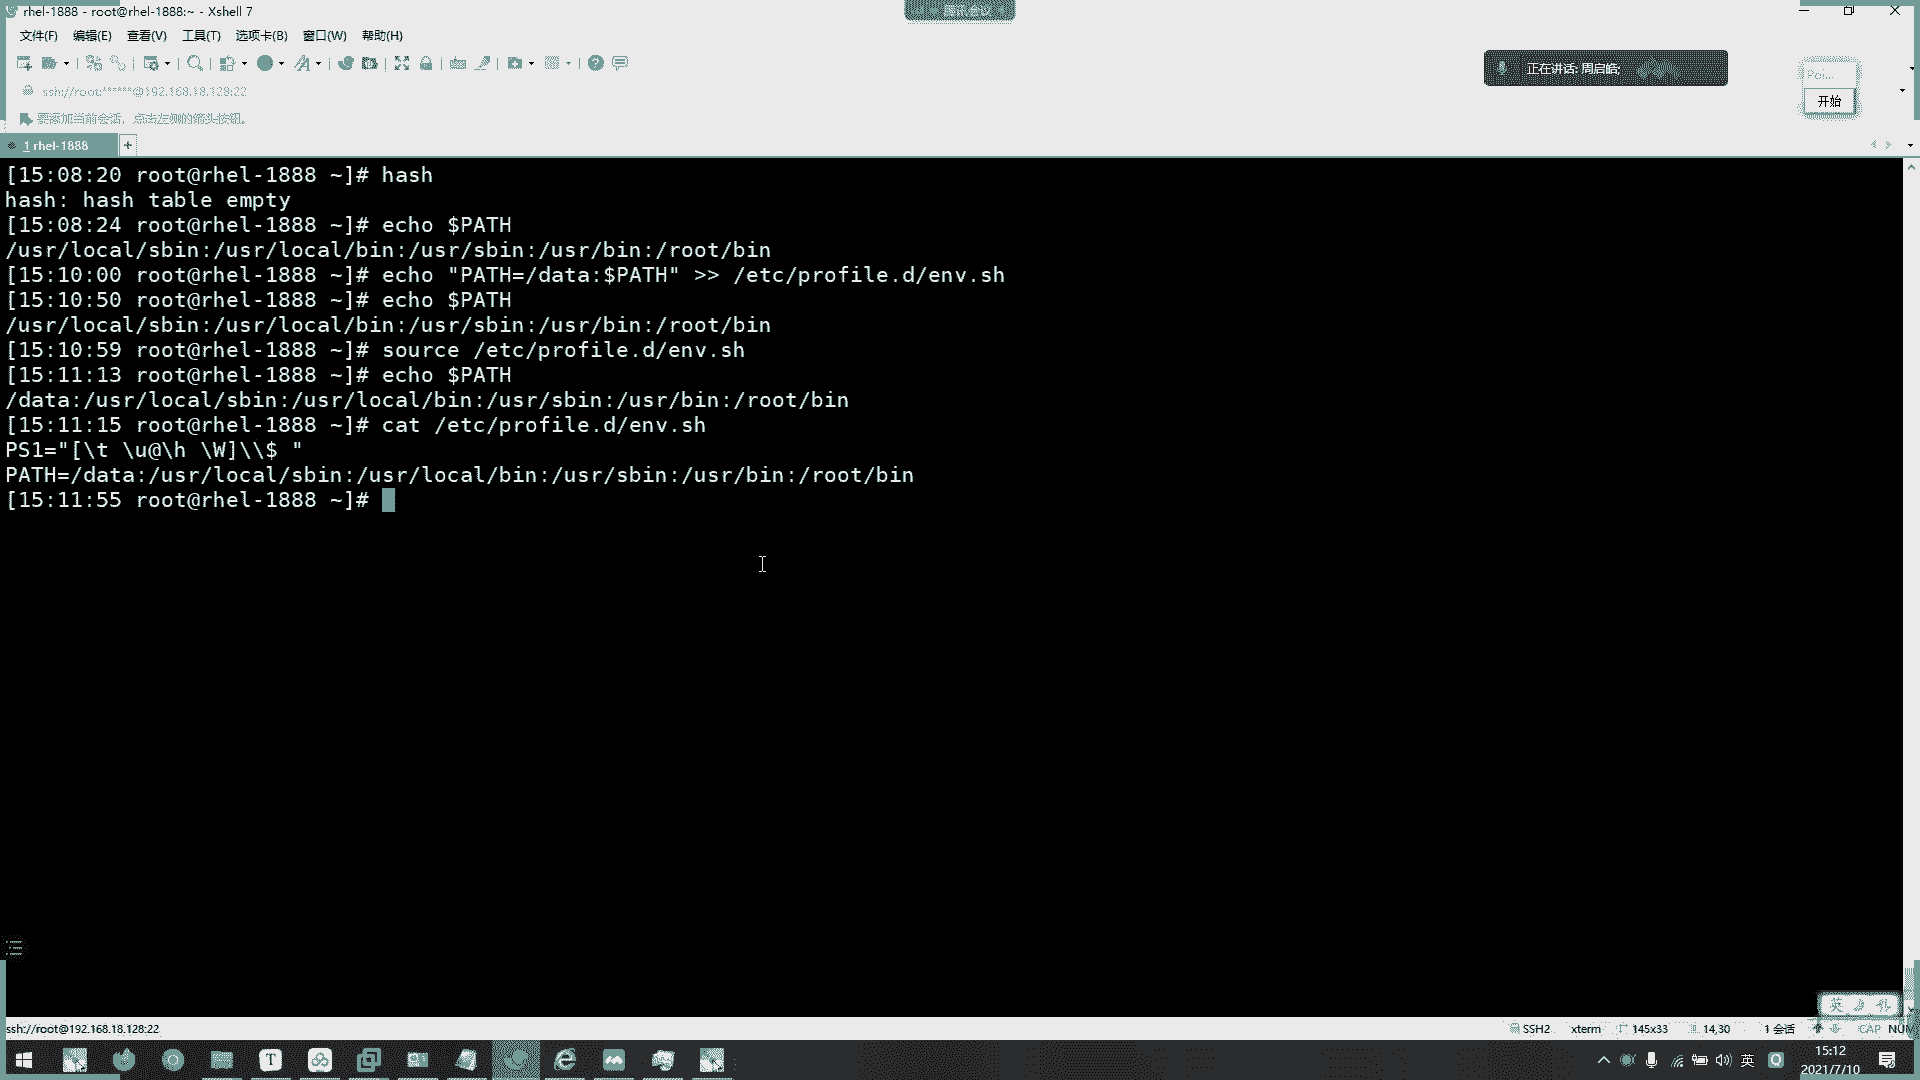 rhel-1888 - root@rhel-1888:~ - Xshell 7
文件(F) 编辑(E) 查看(V) 工具(T) 选项卡(B) 窗口(W) 帮助(H)
正在讲话: 周启皓;
Poi...
开始
ssh://root:******@192.168.18.128:22
要添加当前会话，点击左侧的箭头按钮。
1 rhel-1888 +
[15:08:20 root@rhel-1888 ~]# hash
hash: hash table empty
[15:08:24 root@rhel-1888 ~]# echo $PATH
/usr/local/sbin:/usr/local/bin:/usr/sbin:/usr/bin:/root/bin
[15:10:00 root@rhel-1888 ~]# echo "PATH=/data:$PATH" >> /etc/profile.d/env.sh
[15:10:50 root@rhel-1888 ~]# echo $PATH
/usr/local/sbin:/usr/local/bin:/usr/sbin:/usr/bin:/root/bin
[15:10:59 root@rhel-1888 ~]# source /etc/profile.d/env.sh
[15:11:13 root@rhel-1888 ~]# echo $PATH
/data:/usr/local/sbin:/usr/local/bin:/usr/sbin:/usr/bin:/root/bin
[15:11:15 root@rhel-1888 ~]# cat /etc/profile.d/env.sh
PS1="[\t \u@\h \W]\\$ "
PATH=/data:/usr/local/sbin:/usr/local/bin:/usr/sbin:/usr/bin:/root/bin
[15:11:55 root@rhel-1888 ~]#
英
ssh://root@192.168.18.128:22 SSH2 xterm 145x33 14,30 1 会话 CAP NUM
英 15:12
2021/7/10